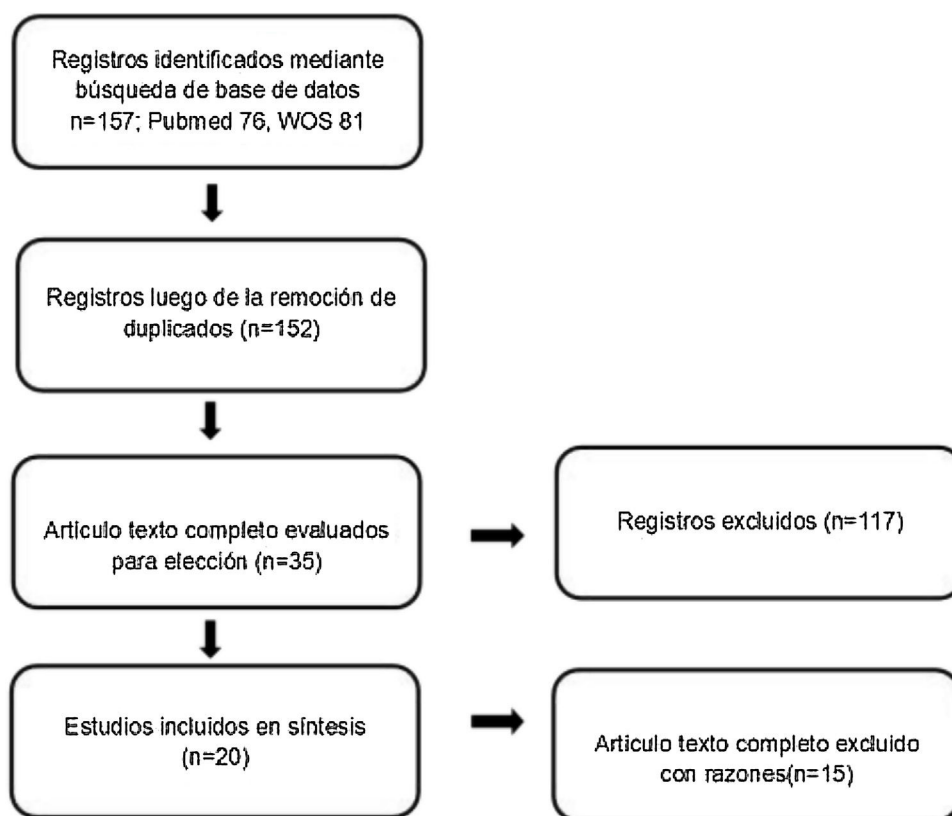 Registros identificados mediante
búsqueda de base de datos
n=157; Pubmed 76, WOS 81
Registros luego de la remoción de
duplicados (n=152)
Artículo texto completo evaluados
para elección (n=35)
Registros excluidos (n=117)
Estudios incluidos en síntesis
(n=20)
Artículo texto completo excluido
con razones(n=15)